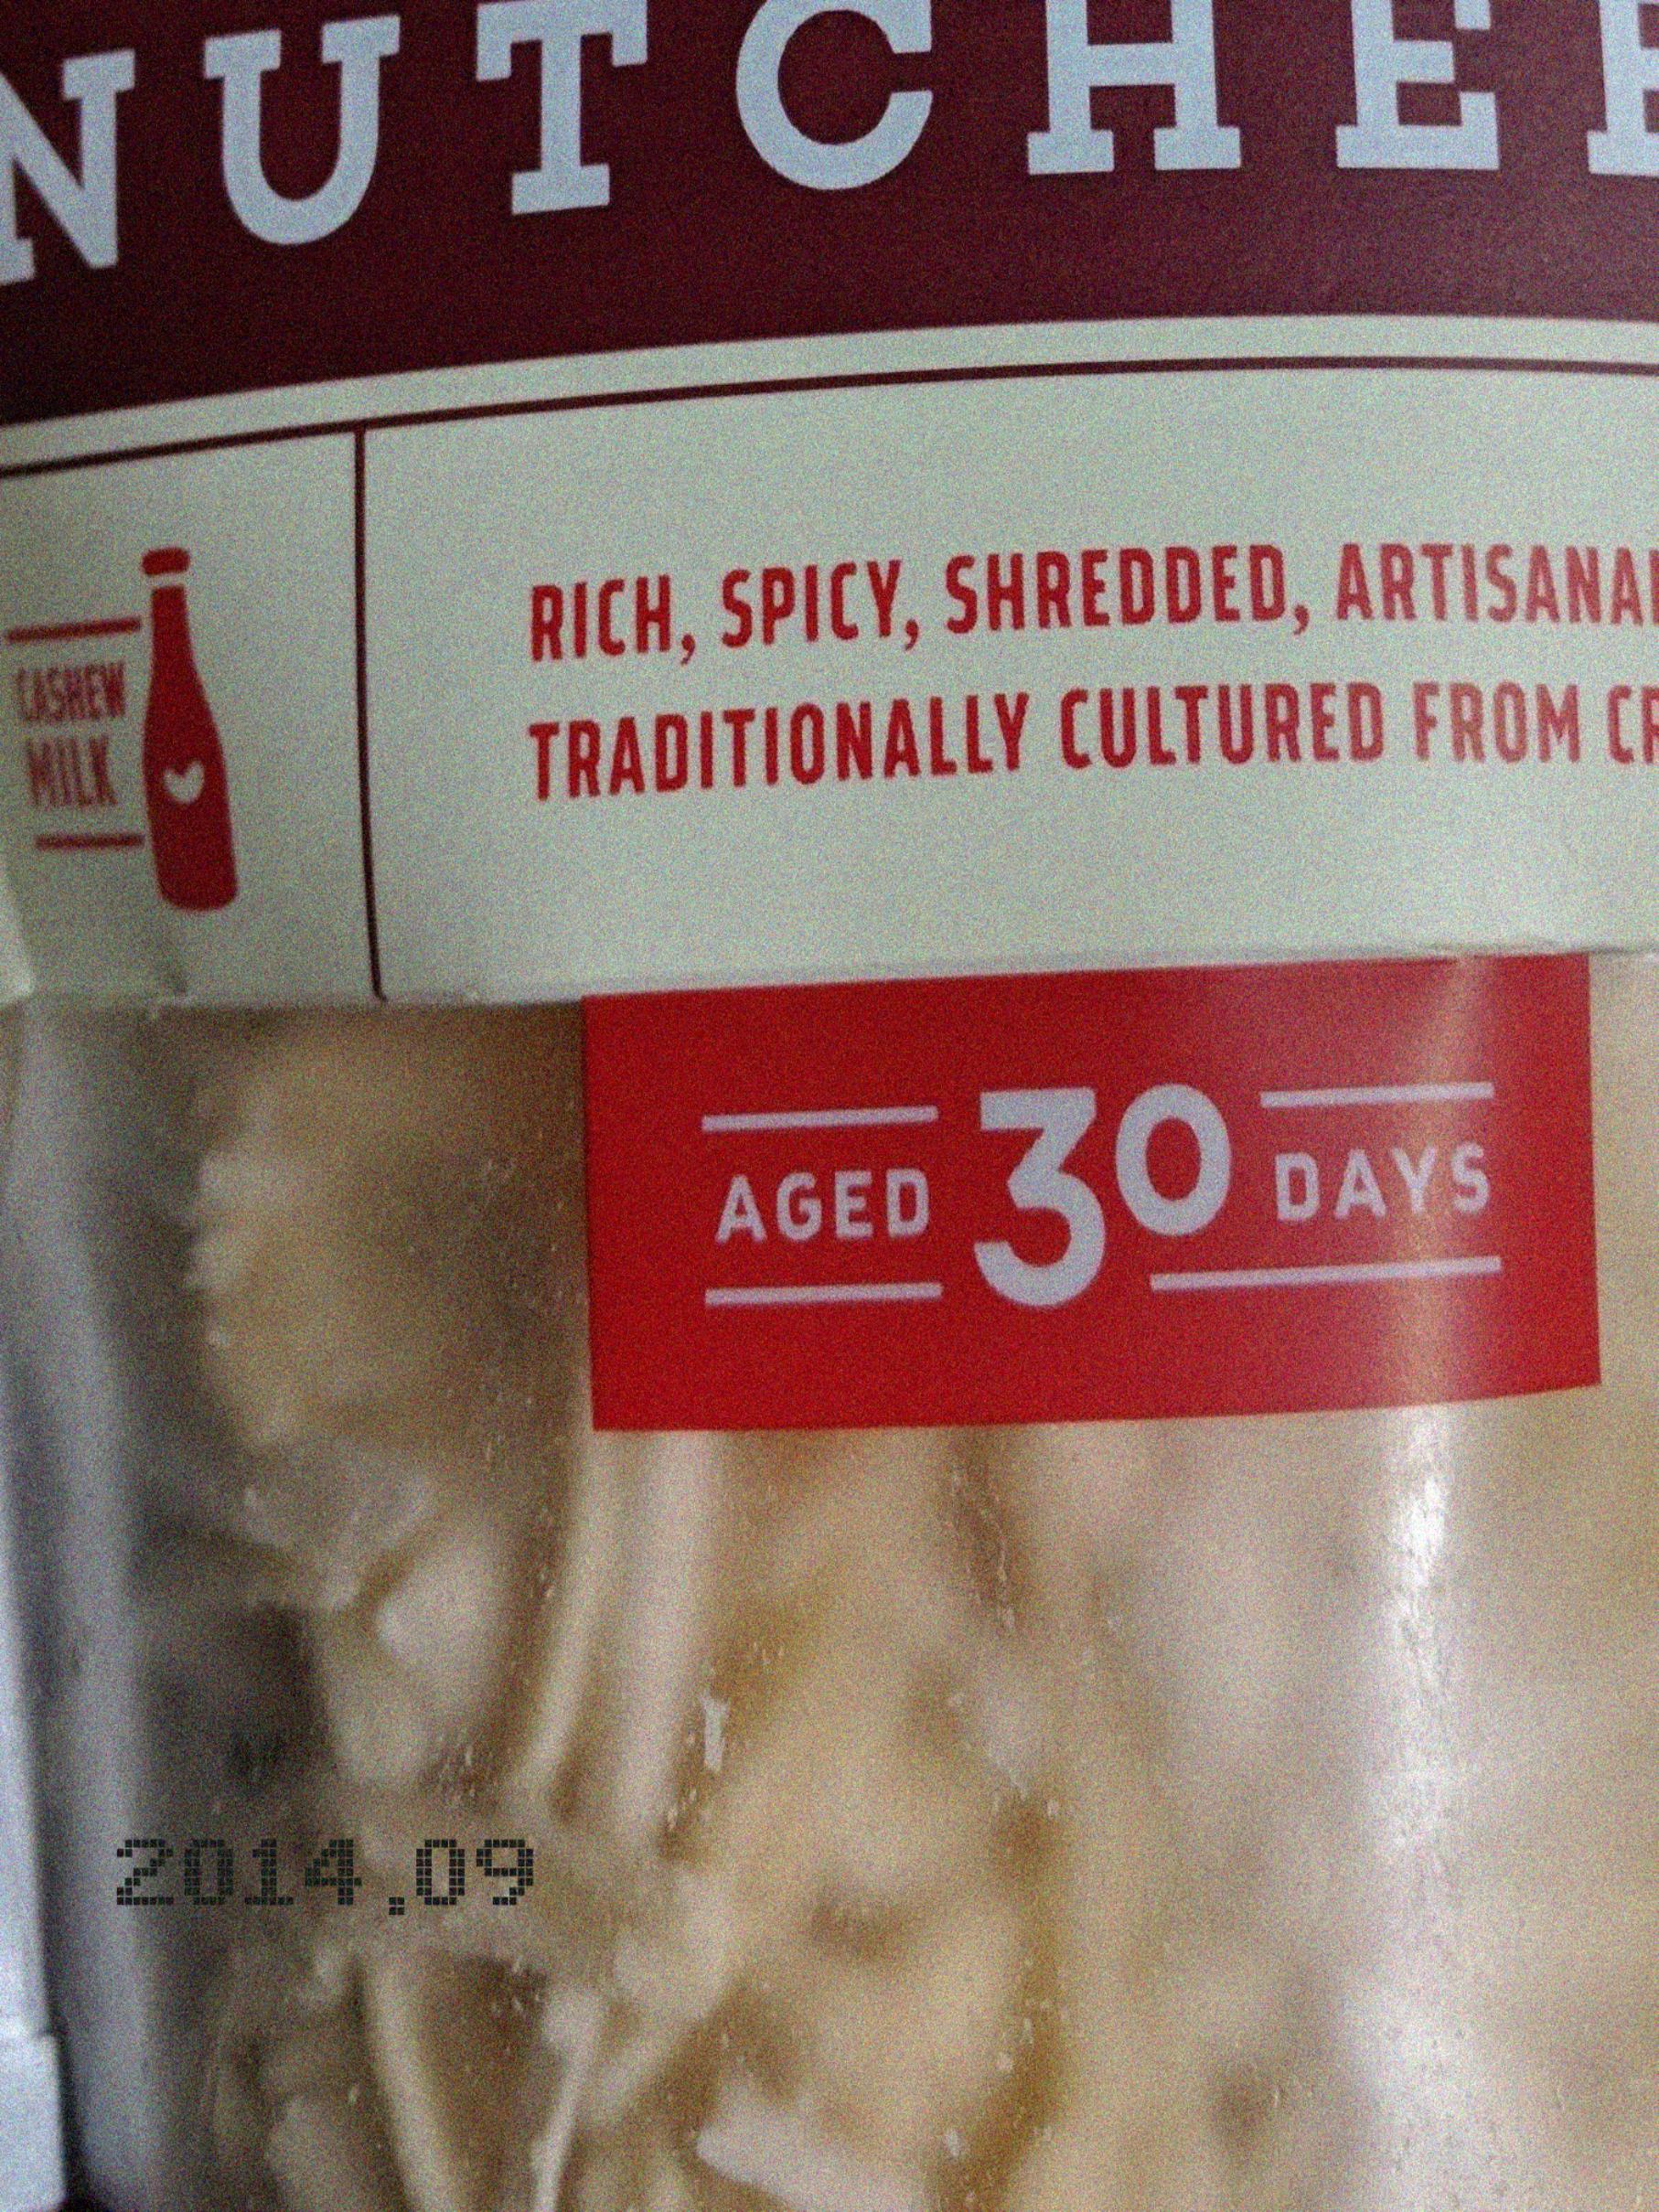 NUTCHE
RICH, SPICY, SHREDDED,
TRADITIONALLY CULTURED FROM
CASHEW
MILK
AGED 30 DAYS
2014.09